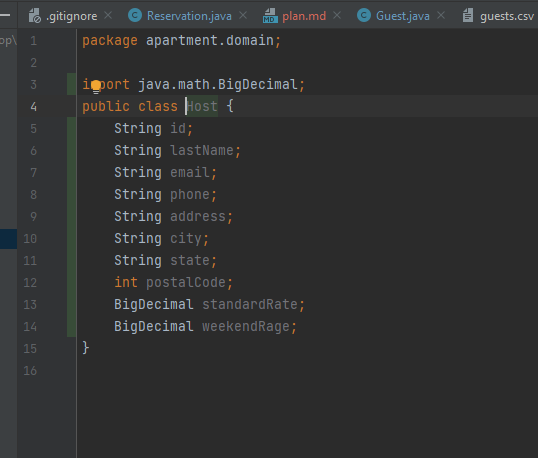 .gitignore Reservation.java plan.md Guest.java guests.csv
1 package apartment.domain;
2
3 import java.math.BigDecimal;
4 public class Host {
5 String id;
6 String lastName;
7 String email;
8 String phone;
9 String address;
10 String city;
11 String state;
12 int postalCode;
13 BigDecimal standardRate;
14 BigDecimal weekendRage;
15 }
16